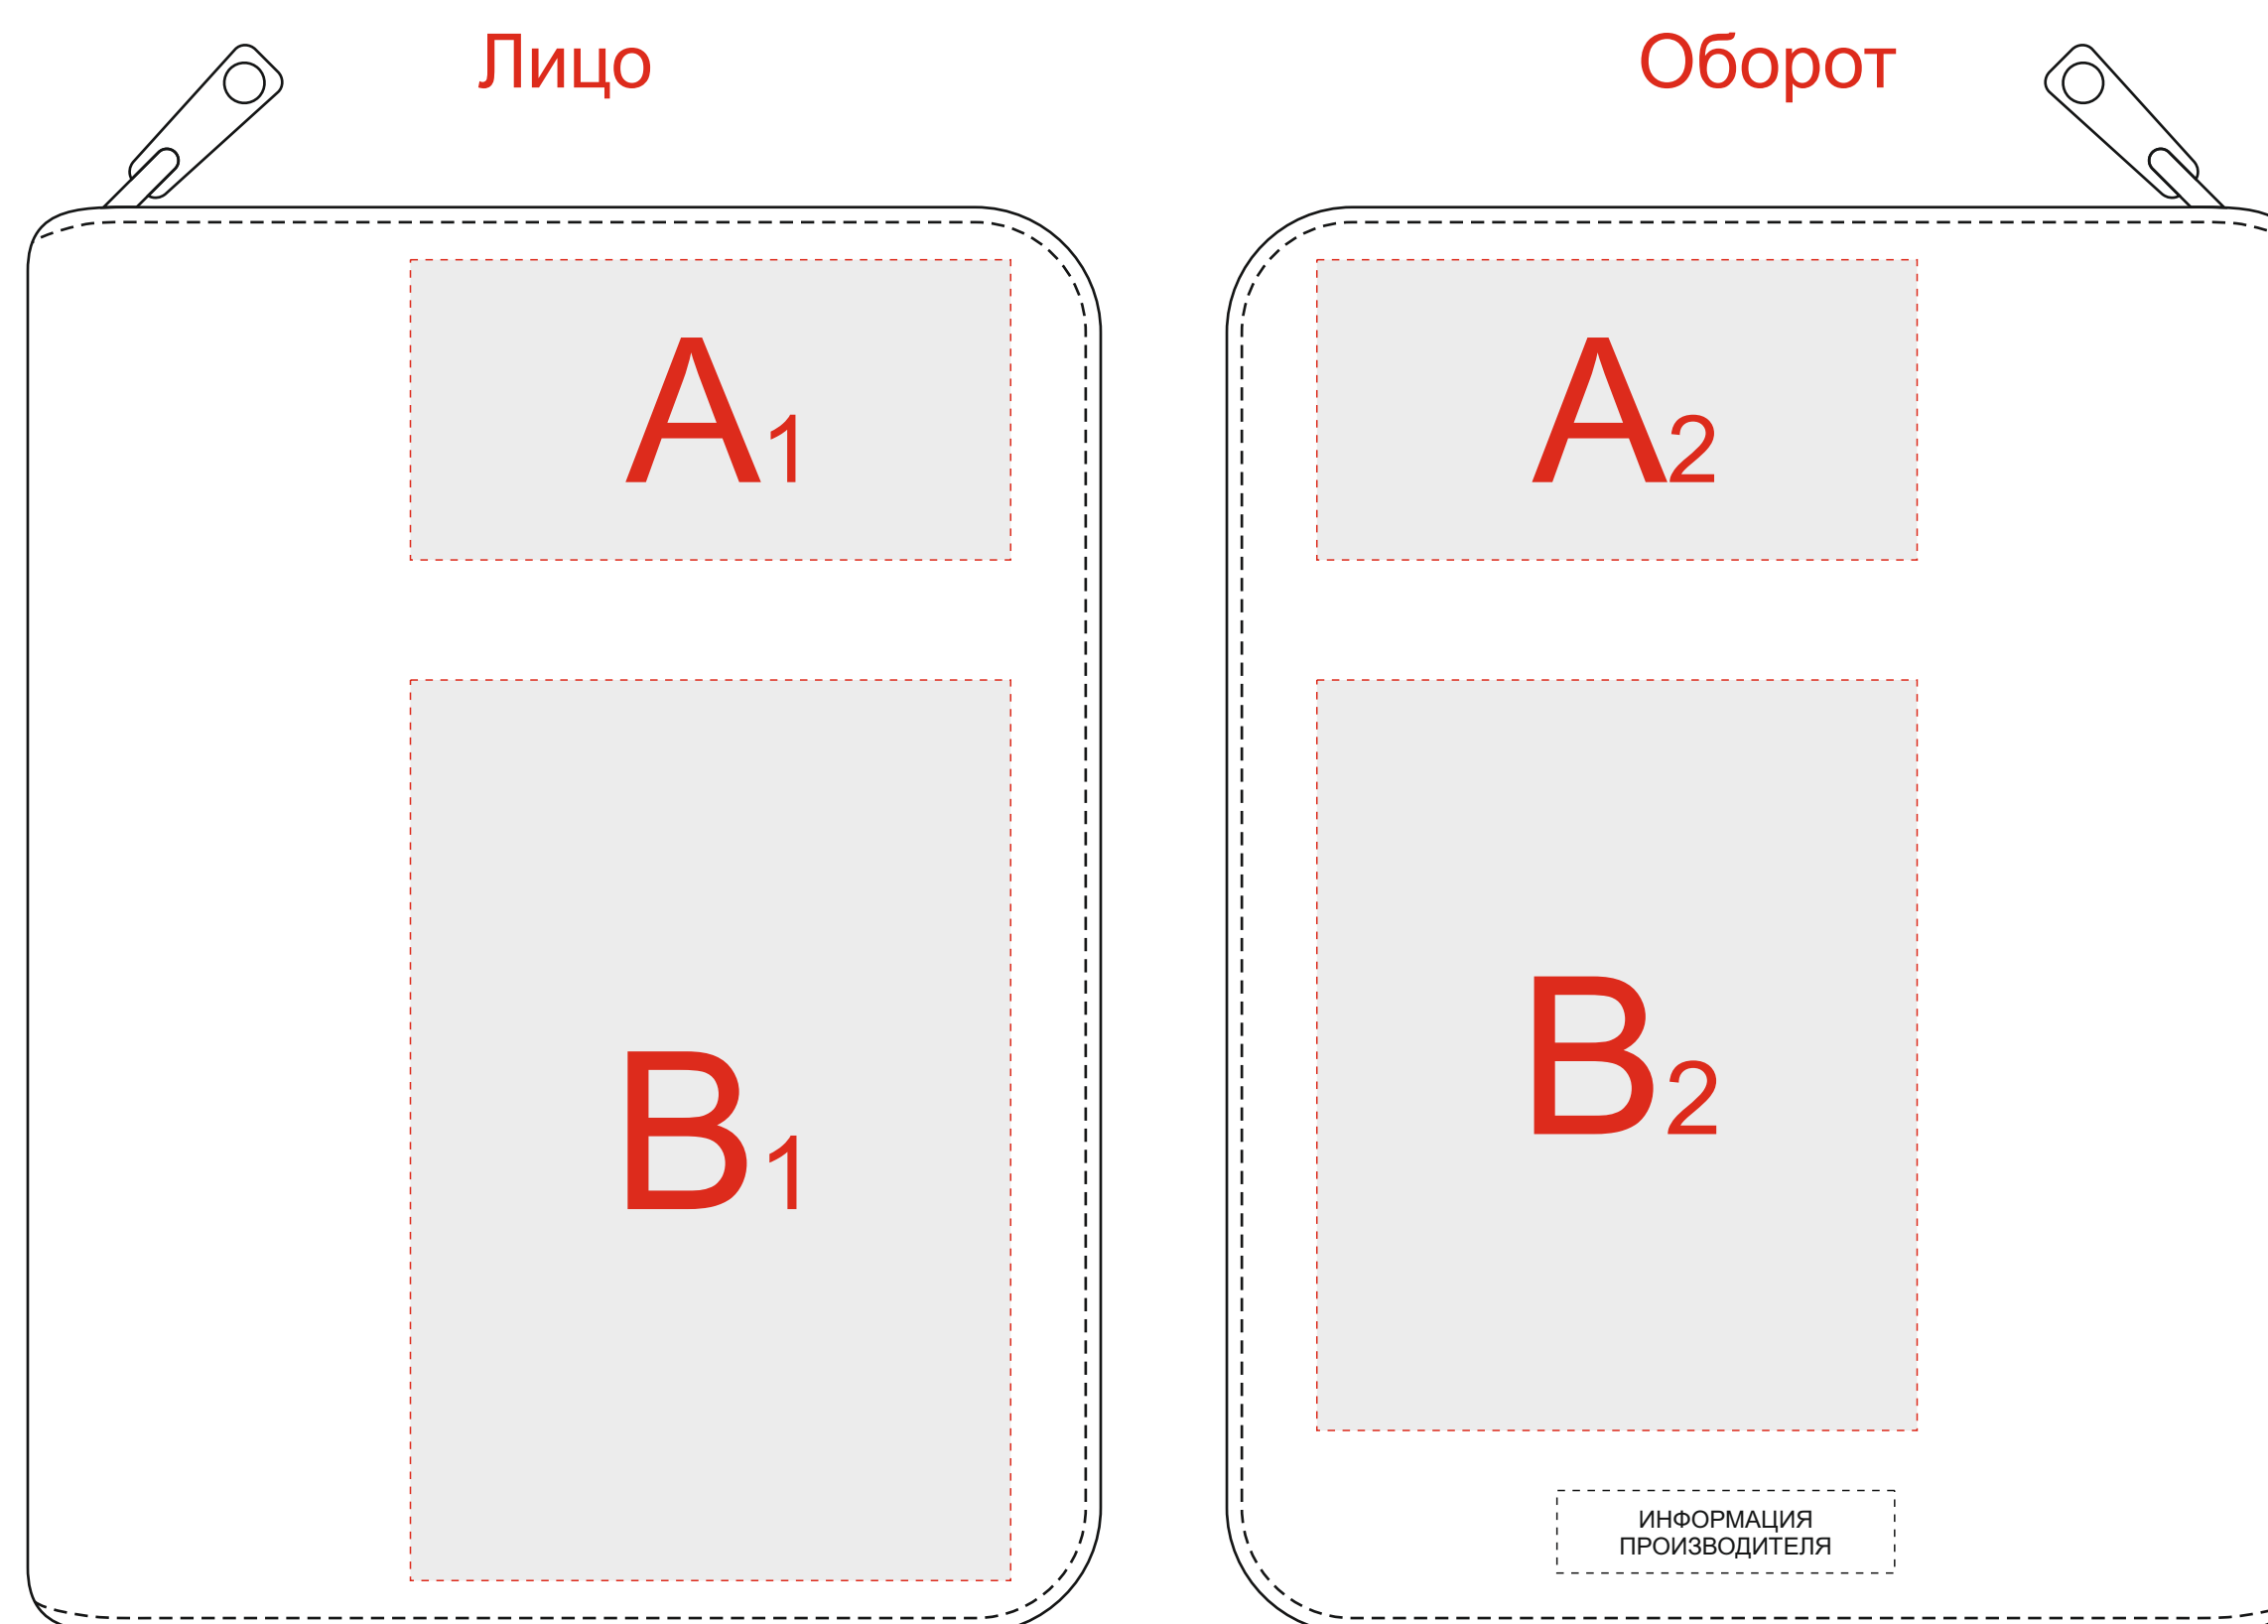 Лицо
Оборот
A1
A2
B1
B2
ИНФОРМАЦИЯ
ПРОИЗВОДИТЕЛЯ